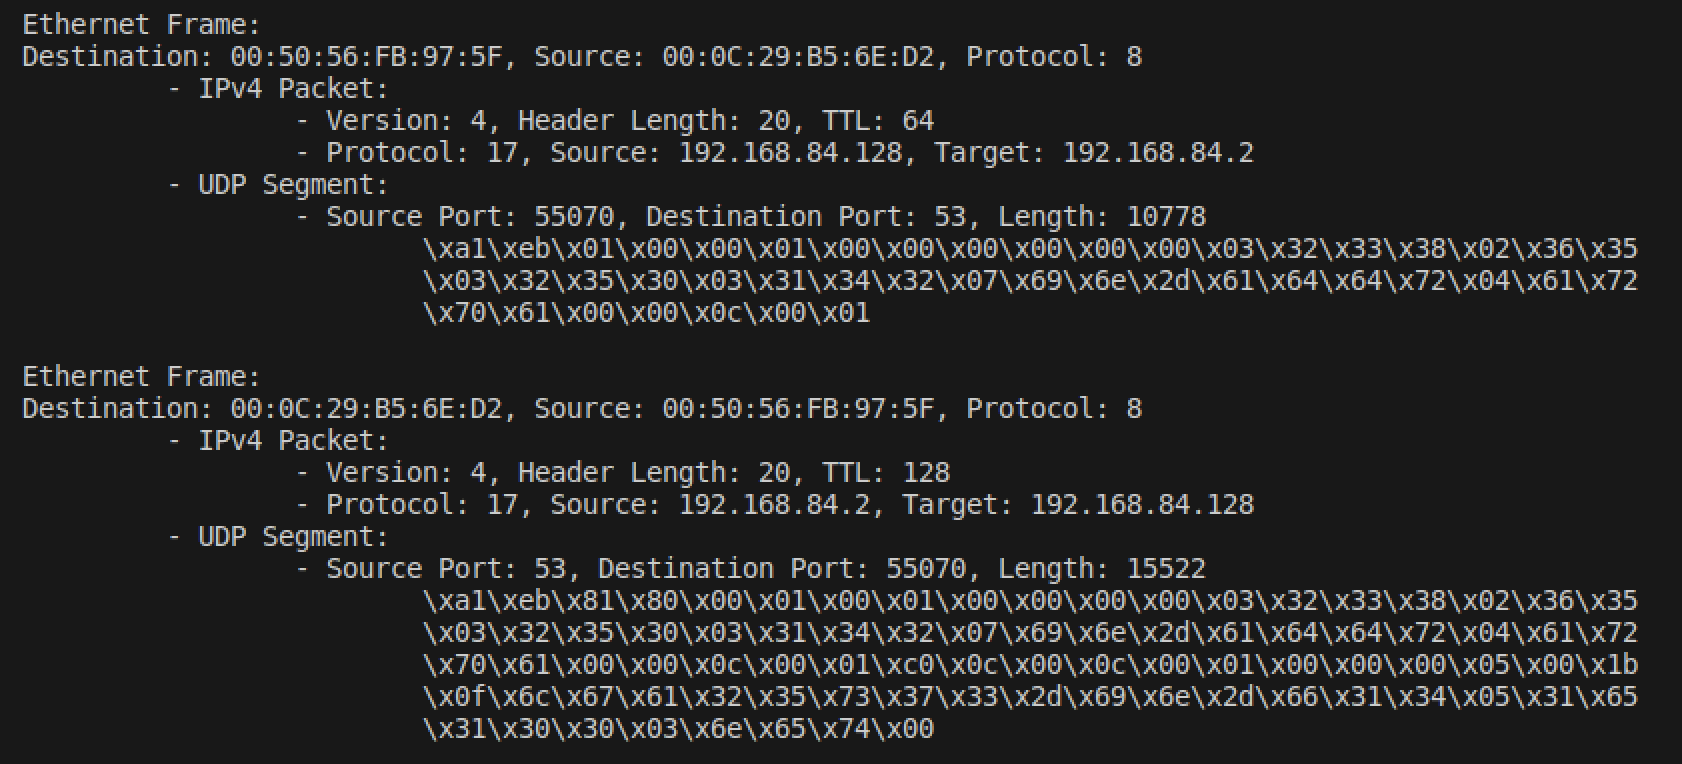 Ethernet Frame:
Destination: 00:50:56:FB:97:5F, Source: 00:0C:29:B5:6E:D2, Protocol: 8
- IPv4 Packet:
- Version: 4, Header Length: 20, TTL: 64
- Protocol: 17, Source: 192.168.84.128, Target: 192.168.84.2
- UDP Segment:
- Source Port: 55070, Destination Port: 53, Length: 10778
\xa1\xeb\x01\x00\x00\x01\x00\x00\x00\x00\x00\x00\x03\x32\x33\x38\x02\x36\x35
\x03\x32\x35\x30\x03\x31\x34\x32\x07\x69\x6e\x2d\x61\x64\x64\x72\x04\x61\x72
\x70\x61\x00\x00\x0c\x00\x01
Ethernet Frame:
Destination: 00:0C:29:B5:6E:D2, Source: 00:50:56:FB:97:5F, Protocol: 8
- IPv4 Packet:
- Version: 4, Header Length: 20, TTL: 128
- Protocol: 17, Source: 192.168.84.2, Target: 192.168.84.128
- UDP Segment:
- Source Port: 53, Destination Port: 55070, Length: 15522
\xa1\xeb\x81\x80\x00\x01\x00\x01\x00\x00\x00\x00\x03\x32\x33\x38\x02\x36\x35
\x03\x32\x35\x30\x03\x31\x34\x32\x07\x69\x6e\x2d\x61\x64\x64\x72\x04\x61\x72
\x70\x61\x00\x00\x0c\x00\x01\xc0\x0c\x00\x0c\x00\x01\x00\x00\x00\x05\x00\x1b
\x0f\x6c\x67\x61\x32\x35\x73\x37\x33\x2d\x69\x6e\x2d\x66\x31\x34\x05\x31\x65
\x31\x30\x30\x03\x6e\x65\x74\x00